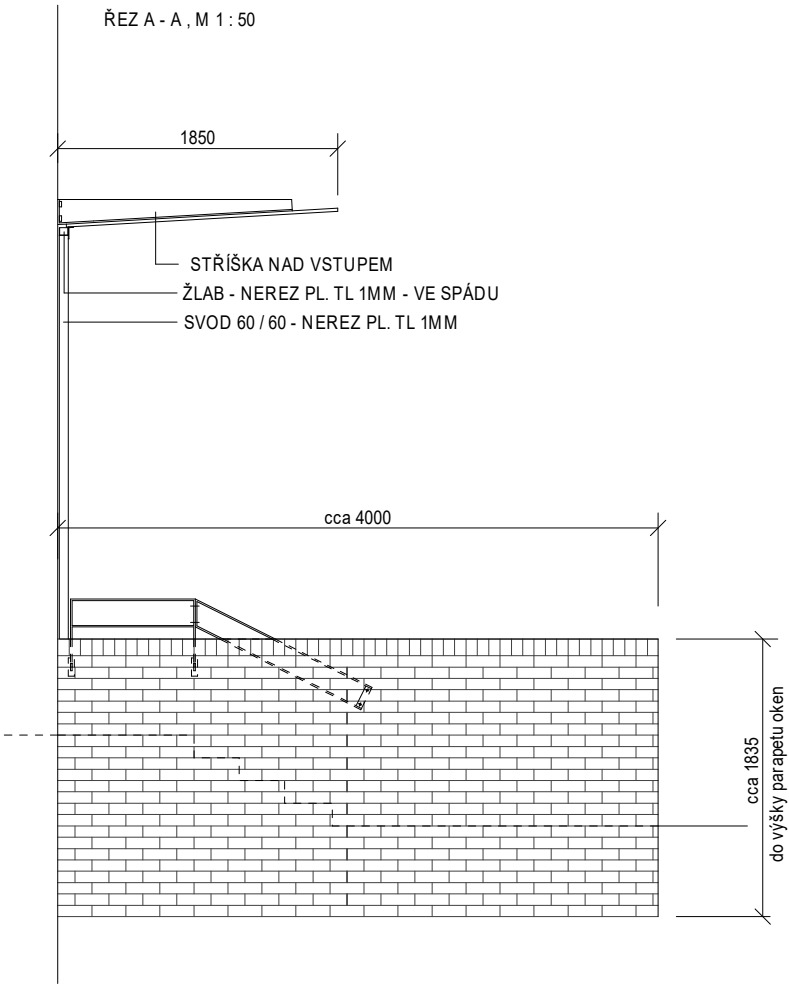 ŘEZ A - A , M 1 : 50
1850
STŘÍŠKA NAD VSTUPEM
ŽLAB - NEREZ PL. TL 1MM - VE SPÁDU
SVOD 60 / 60 - NEREZ PL. TL 1MM
cca 4000
cca 1835
do výšky parapetu oken